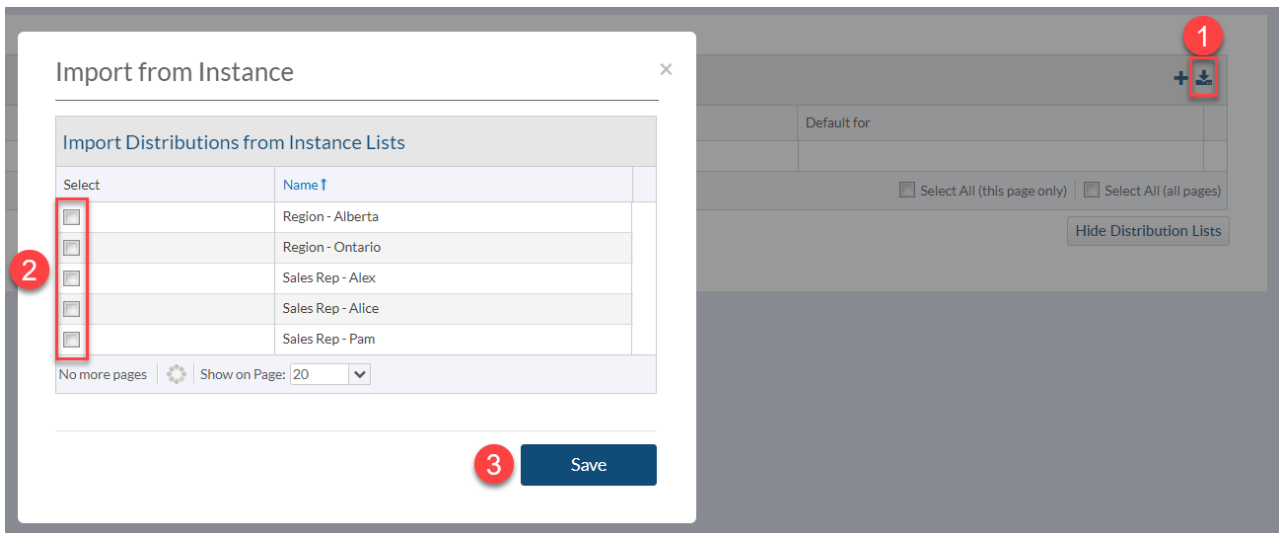 1
Import from Instance ×
Import Distributions from Instance Lists
Default for
Select Name↑
Select All (this page only) Select All (all pages)
Region - Alberta
Hide Distribution Lists
Region - Ontario
2
Sales Rep - Alex
Sales Rep - Alice
Sales Rep - Pam
No more pages Show on Page: 20
3 Save